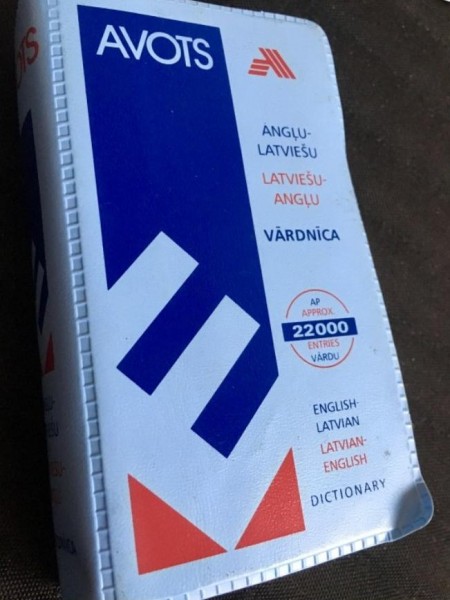 AVOTS
ANGĻU-
LATVIEŠU
LATVIEŠU-
ANGĻU
VĀRDNĪCA
AP
APPROX.
22000
ENTRIES
VĀRDU
ENGLISH-
LATVIAN
LATVIAN-
ENGLISH
DICTIONARY